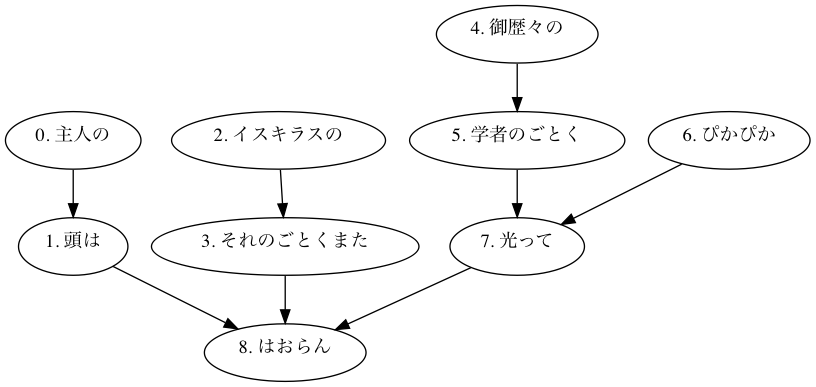 4. 御歴々の
0. 主人の
2. イスキラスの
5. 学者のごとく
6. ぴかぴか
1. 頭は
3. それのごとくまた
7. 光って
8. はおらん